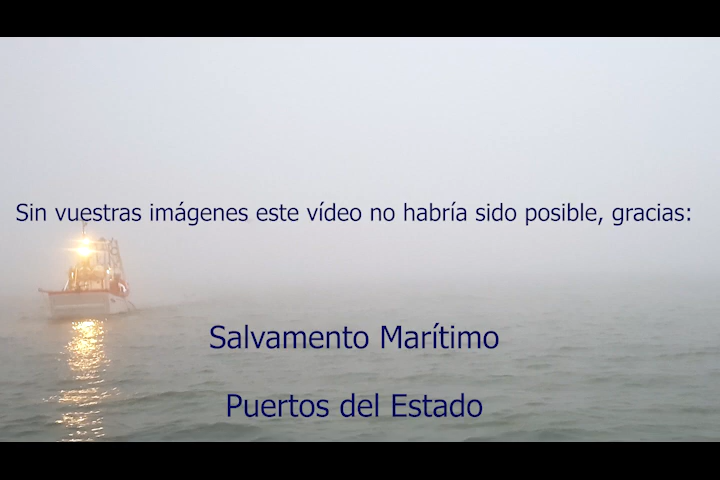 Sin vuestras imágenes este vídeo no habría sido posible, gracias:
Salvamento Marítimo
Puertos del Estado